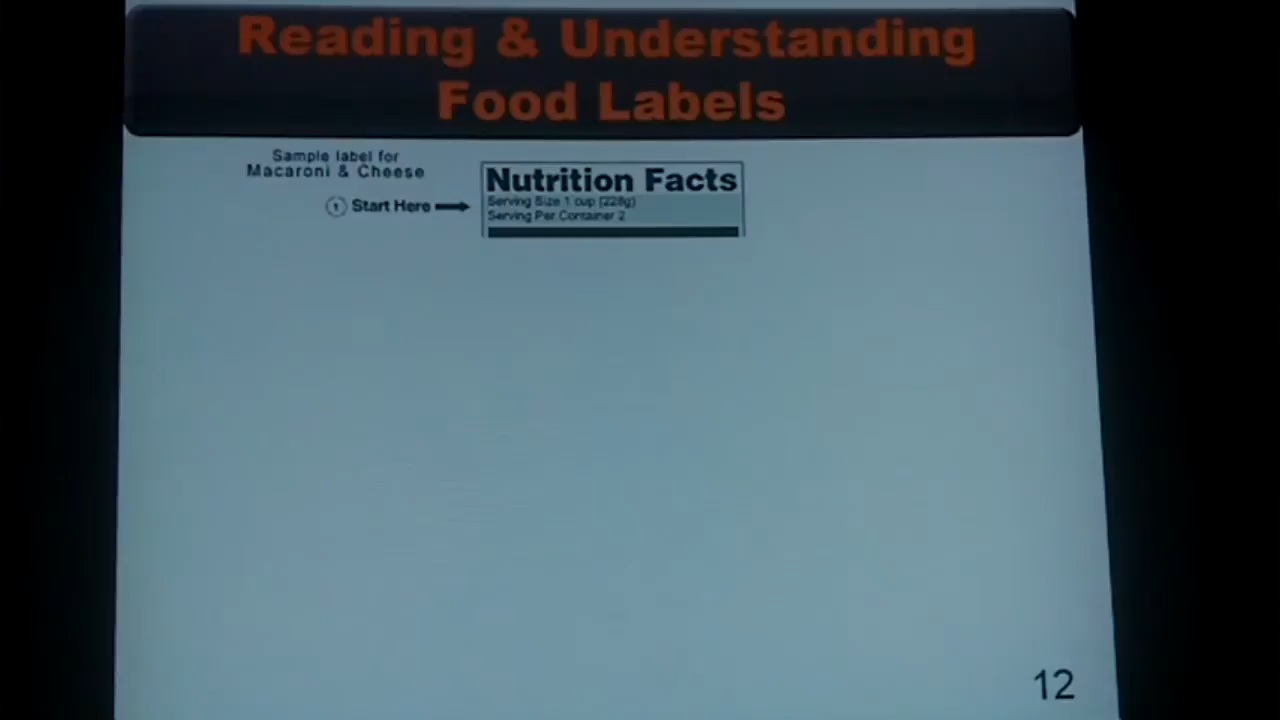 Reading & Understanding
Food Labels
Sample label for
Macaroni & Cheese
1 Start Here
Nutrition Facts
Serving Size 1 cup (228g)
Serving Per Container 2
12